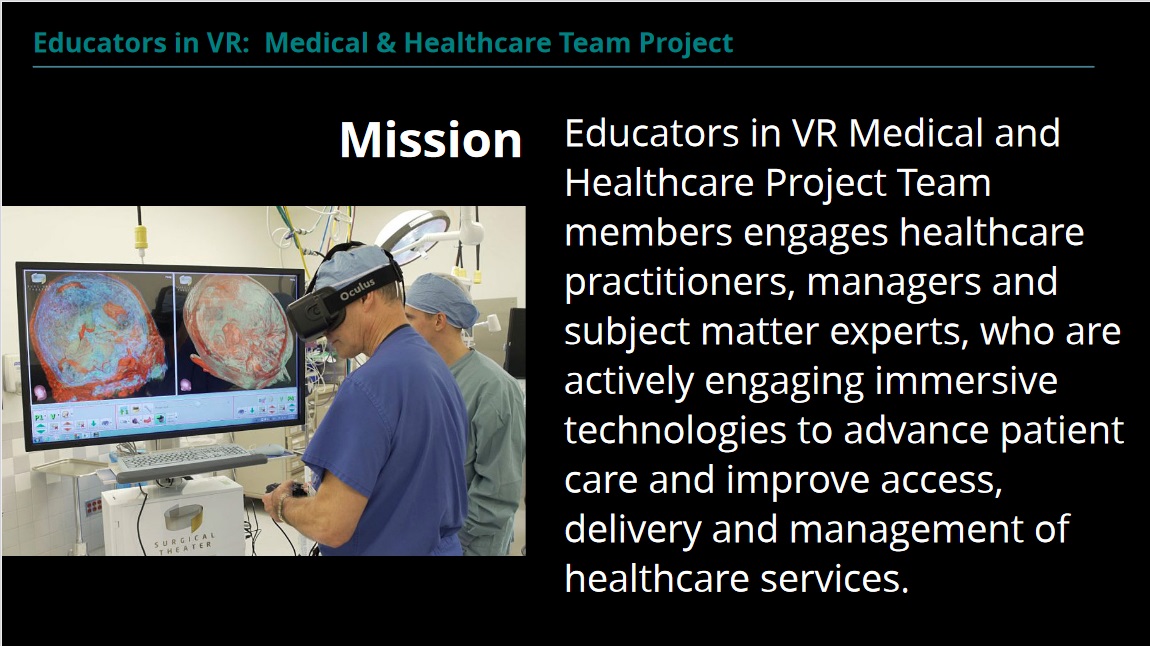 Educators in VR:  Medical & Healthcare Team Project
Mission
Educators in VR Medical and
Healthcare Project Team
members engages healthcare
practitioners, managers and
subject matter experts, who are
actively engaging immersive
technologies to advance patient
care and improve access,
delivery and management of
healthcare services.
Oculus
SURGICAL
THEATER